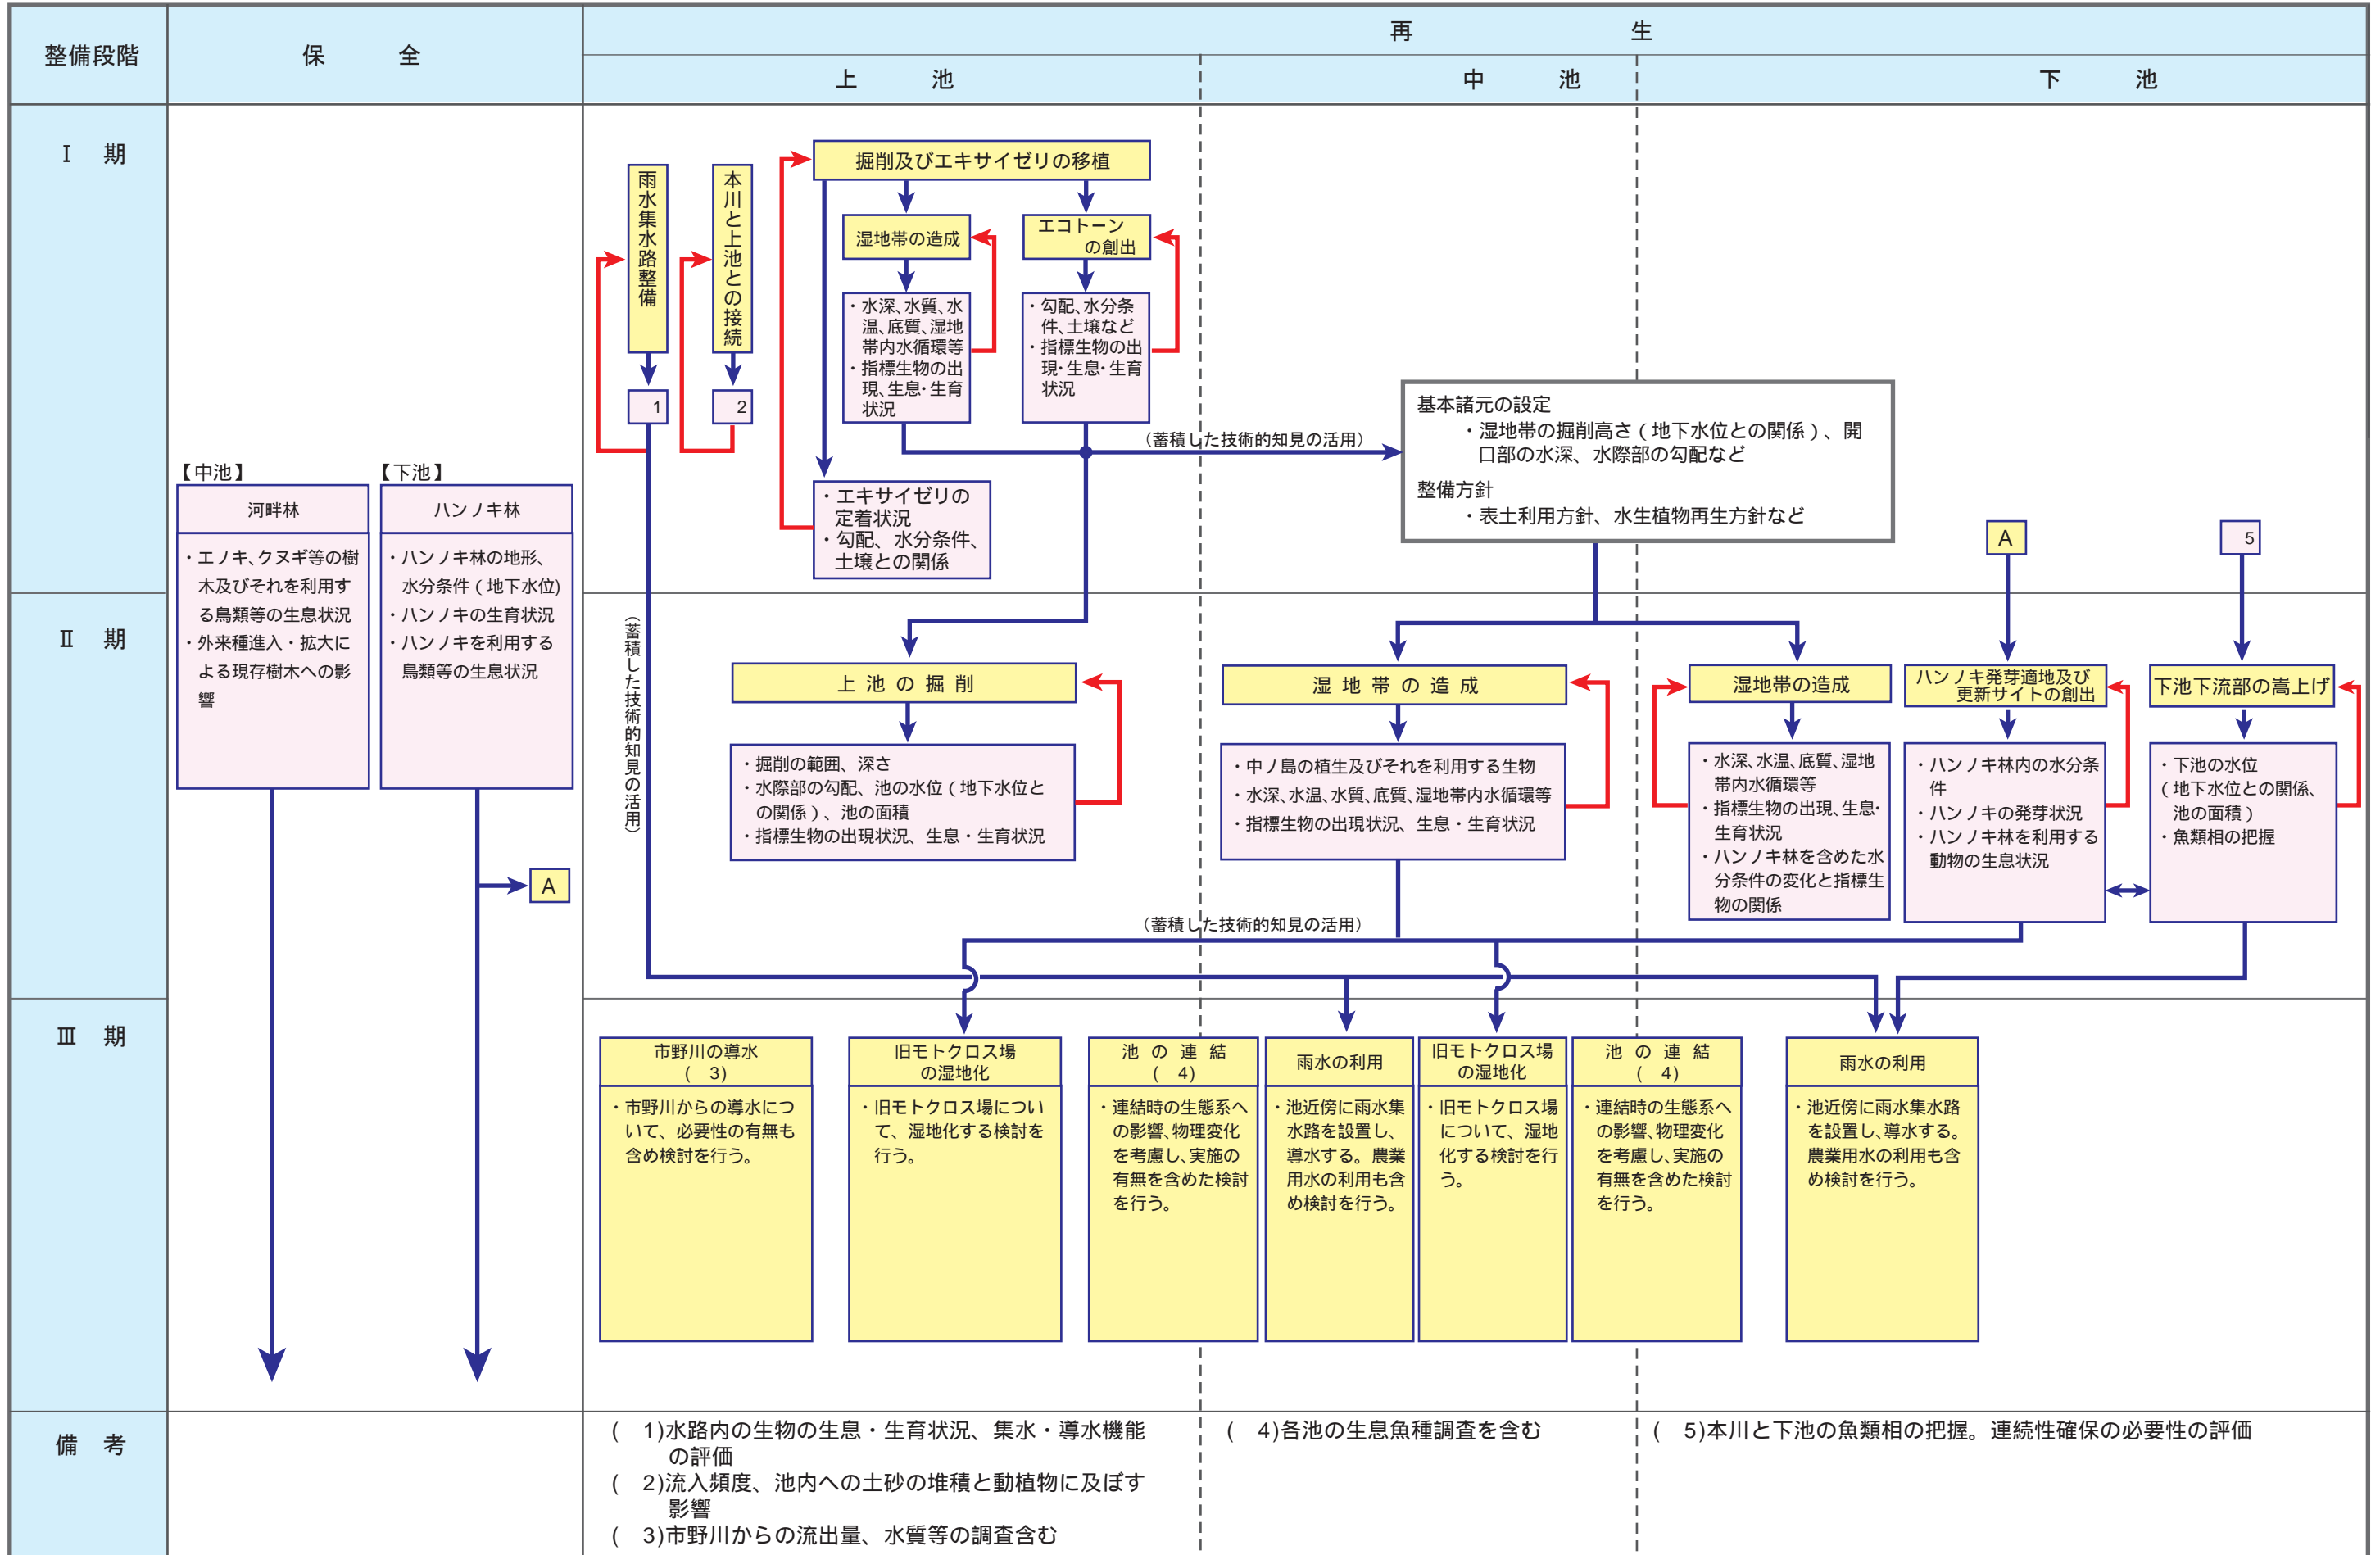 整備段階
保　　全
再　　生
上　　池
中　　池
下　　池
Ⅰ　期
雨水集水路整備
1
本川と上池との接続
2
掘削及びエキサイゼリの移植
湿地帯の造成
・水深、水質、水
温、底質、湿地
帯内水循環等
・指標生物の出
現、生息・生育
状況
エコトーン
の創出
・勾配、水分条
件、土壌など
・指標生物の出
現・生息・生育
状況
(蓄積した技術的知見の活用)
・エキサイゼリの
定着状況
・勾配、水分条件、
土壌との関係
基本諸元の設定
・湿地帯の掘削高さ(地下水位との関係)、開
口部の水深、水際部の勾配など
整備方針
・表土利用方針、水生植物再生方針など
A
5
【中池】
河畔林
・エノキ、クヌギ等の樹
木及びそれを利用す
る鳥類等の生息状況
・外来種進入・拡大に
よる現存樹木への影
響
【下池】
ハンノキ林
・ハンノキ林の地形、
水分条件(地下水位)
・ハンノキの生育状況
・ハンノキを利用する
鳥類等の生息状況
A
Ⅱ　期
(蓄積した技術的知見の活用)
上池の掘削
・掘削の範囲、深さ
・水際部の勾配、池の水位(地下水位と
の関係)、池の面積
・指標生物の出現状況、生息・生育状況
湿地帯の造成
・中ノ島の植生及びそれを利用する生物
・水深、水温、水質、底質、湿地帯内水循環等
・指標生物の出現状況、生息・生育状況
湿地帯の造成
・水深、水温、底質、湿地
帯内水循環等
・指標生物の出現、生息・
生育状況
・ハンノキ林を含めた水
分条件の変化と指標生
物の関係
ハンノキ発芽適地及び
更新サイトの創出
・ハンノキ林内の水分条
件
・ハンノキの発芽状況
・ハンノキ林を利用する
動物の生息状況
下池下流部の嵩上げ
・下池の水位
(地下水位との関係、
池の面積)
・魚類相の把握
(蓄積した技術的知見の活用)
Ⅲ　期
市野川の導水
(　3)
・市野川からの導水につ
いて、必要性の有無も
含め検討を行う。
旧モトクロス場
の湿地化
・旧モトクロス場につい
て、湿地化する検討を
行う。
池の連結
(　4)
・連結時の生態系へ
の影響、物理変化
を考慮し、実施の
有無を含めた検討
を行う。
雨水の利用
・池近傍に雨水集
水路を設置し、
導水する。農業
用水の利用も含
め検討を行う。
旧モトクロス場
の湿地化
・旧モトクロス場
について、湿地
化する検討を行
う。
池の連結
(　4)
・連結時の生態系へ
の影響、物理変化
を考慮し、実施の
有無を含めた検討
を行う。
雨水の利用
・池近傍に雨水集水路
を設置し、導水する。
農業用水の利用も含
め検討を行う。
備　考
(　1)水路内の生物の生息・生育状況、集水・導水機能
の評価
(　2)流入頻度、池内への土砂の堆積と動植物に及ぼす
影響
(　3)市野川からの流出量、水質等の調査含む
(　4)各池の生息魚種調査を含む
(　5)本川と下池の魚類相の把握。連続性確保の必要性の評価